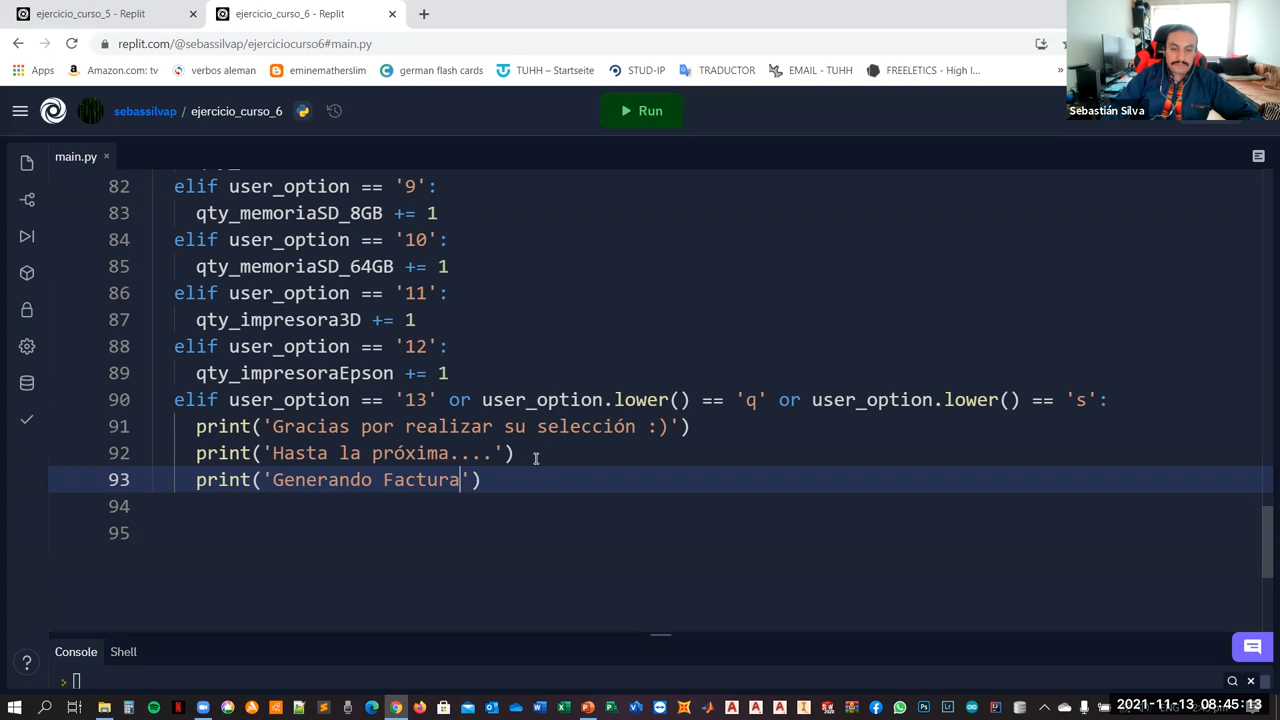 ejercicio_curso_5 - Replit
ejercicio_curso_6 - Replit
replit.com/@sebassilvap/ejerciciocurso6#main.py
Apps
Amazon.com: tv
verbos aleman
eminematherslim
german flash card
TUHH – Startseite
STUD-IP
TRADUCTOR
EMAIL - TUHH
FREELETICS - High I...
»
Sebastián Silva
sebassilvap / ejercicio_curso_6
Run
main.py
82 elif user_option == '9':
83 qty_memoriaSD_8GB += 1
84 elif user_option == '10':
85 qty_memoriaSD_64GB += 1
86 elif user_option == '11':
87 qty_impresora3D += 1
88 elif user_option == '12':
89 qty_impresoraEpson += 1
90 elif user_option == '13' or user_option.lower() == 'q' or user_option.lower() == 's':
91 print('Gracias por realizar su selección :)')
92 print('Hasta la próxima....')
93 print('Generando Factura')
94
95
Console
Shell
>
2021-11-13 08:45:13